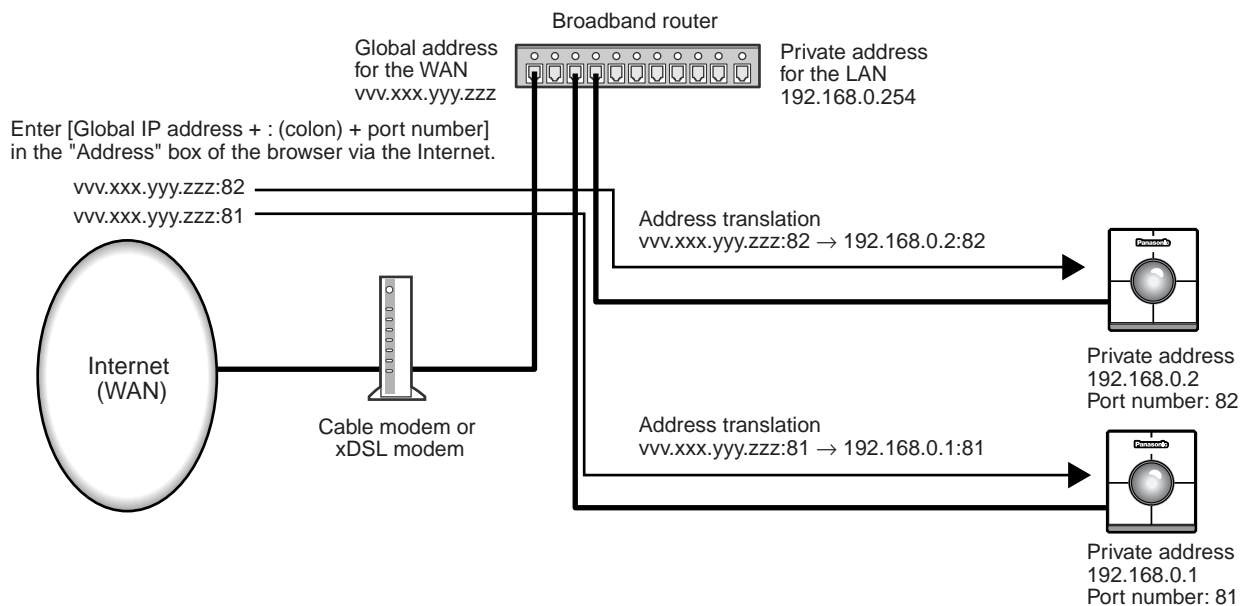 Broadband router
Global address
for the WAN
vvv.xxx.yyy.zzz
Private address
for the LAN
192.168.0.254
Enter [Global IP address + : (colon) + port number]
in the "Address" box of the browser via the Internet.
vvv.xxx.yyy.zzz:82
vvv.xxx.yyy.zzz:81
Address translation
vvv.xxx.yyy.zzz:82 → 192.168.0.2:82
Panasonic
Internet
(WAN)
Cable modem or
xDSL modem
Private address
192.168.0.2
Port number: 82
Address translation
vvv.xxx.yyy.zzz:81 → 192.168.0.1:81
Panasonic
Private address
192.168.0.1
Port number: 81